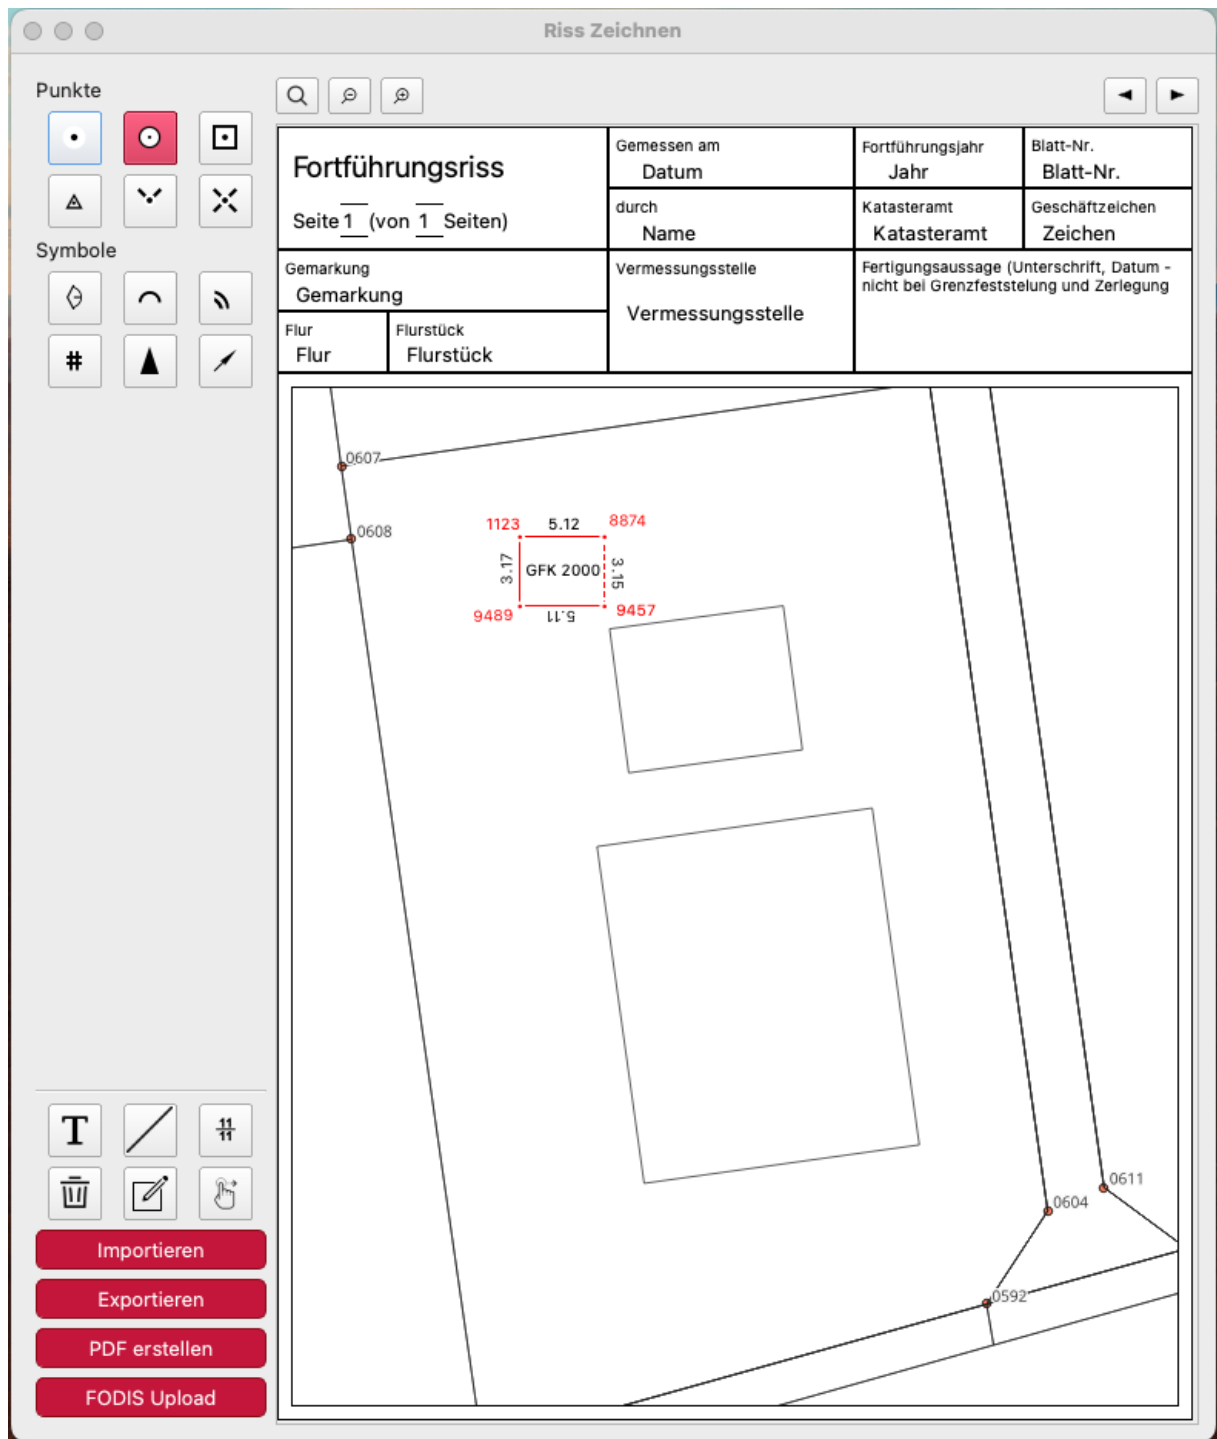 Riss Zeichnen
Punkte
Symbole
#
T
11
11
Importieren
Exportieren
PDF erstellen
FODIS Upload
Fortführungsriss
Seite 1 (von 1 Seiten)
Gemessen am
Datum
Fortführungsjahr
Jahr
Blatt-Nr.
Blatt-Nr.
durch
Name
Katasteramt
Katasteramt
Geschäftzeichen
Zeichen
Gemarkung
Gemarkung
Flur
Flur
Flurstück
Flurstück
Vermessungsstelle
Vermessungsstelle
Fertigungsaussage (Unterschrift, Datum -
nicht bei Grenzfeststelung und Zerlegung
0607
0608
1123
5.12
8874
3.17
GFK 2000
3.15
9489
5.11
9457
0611
0604
0592